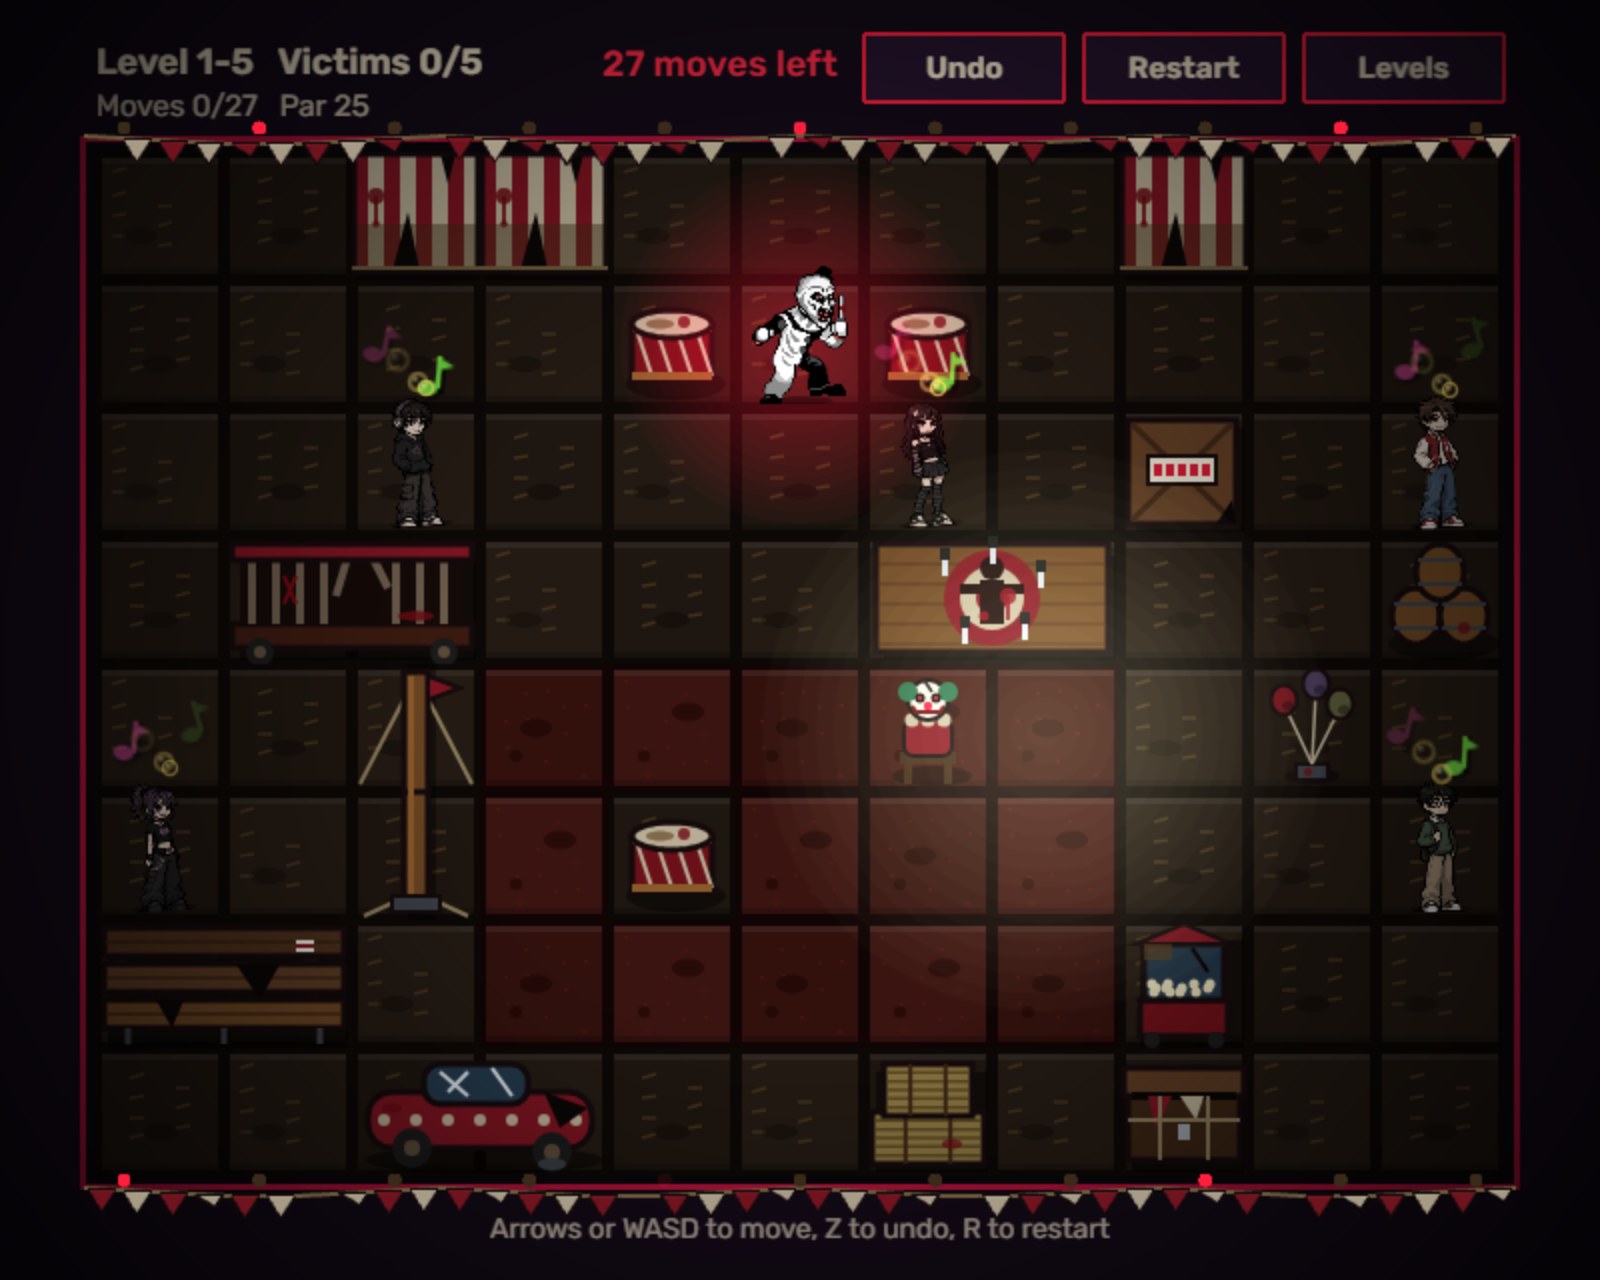 Level 1-5 Victims 0/5
27 moves left
Undo
Restart
Levels
Moves 0/27 Par 25
Arrows or WASD to move, Z to undo, R to restart